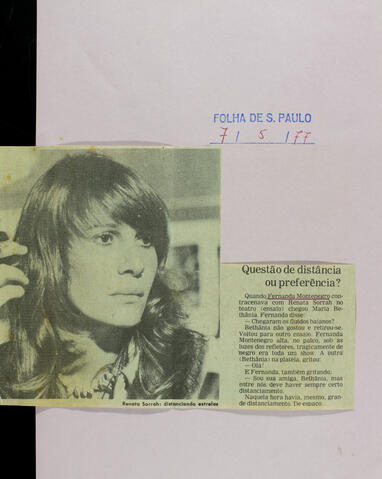 FOLHA DE S. PAULO
7 / 5 / 77
Questão de distância
ou preferência?
Quando Fernanda Montenegro con-
tracenava com Renata Sorrah no
teatro (ensaio) chegou Maria Be-
thânia. Fernanda disse:
— Chegaram os fluidos baianos?
Bethânia não gostou e retirou-se.
Voltou para outro ensaio. Fernanda
Montenegro alta, no palco, sob as
luzes dos refletores, tragicamente de
negro era toda um show. A outra
(Bethânia) na platéia, gritou:
— Olá!
E Fernanda, também gritando:
— Sou sua amiga, Bethânia, mas
entre nós deve haver sempre certo
distanciamento.
Naquela hora havia, mesmo, gran-
de distanciamento. De espaço.
Renata Sorrah: distanciando estrelas